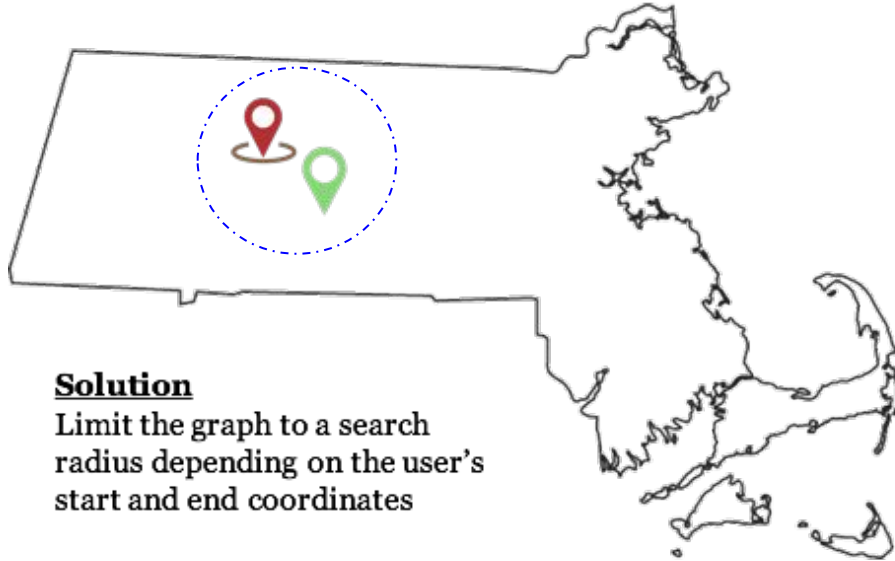 Solution
Limit the graph to a search
radius depending on the user’s
start and end coordinates